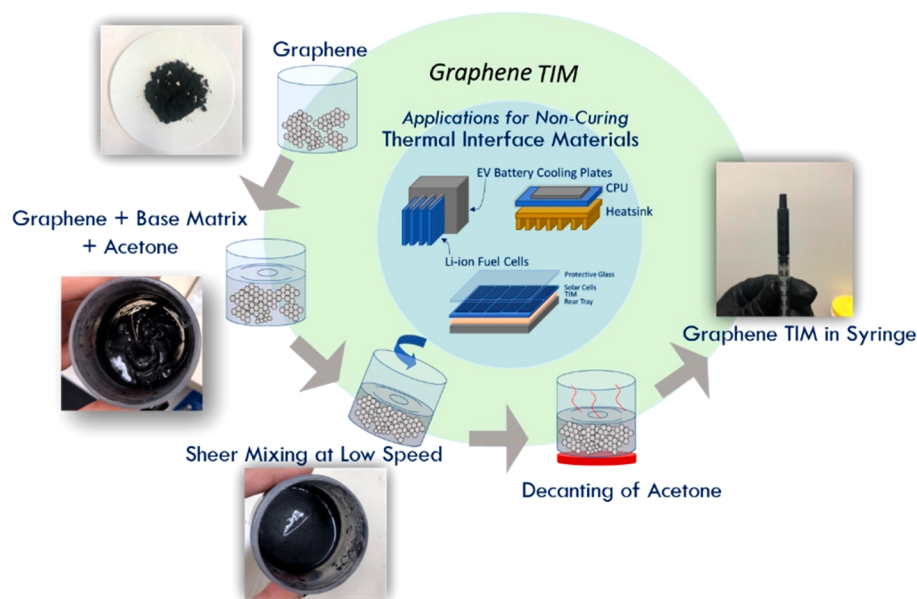 Graphene
Graphene TIM
Applications for Non-Curing
Thermal Interface Materials
EV Battery Cooling Plates
CPU
Heatsink
Li-ion Fuel Cells
Protective Glass
Solar Cells
TIM
Rear Tray
Graphene + Base Matrix
+ Acetone
Sheer Mixing at Low Speed
Decanting of Acetone
Graphene TIM in Syringe